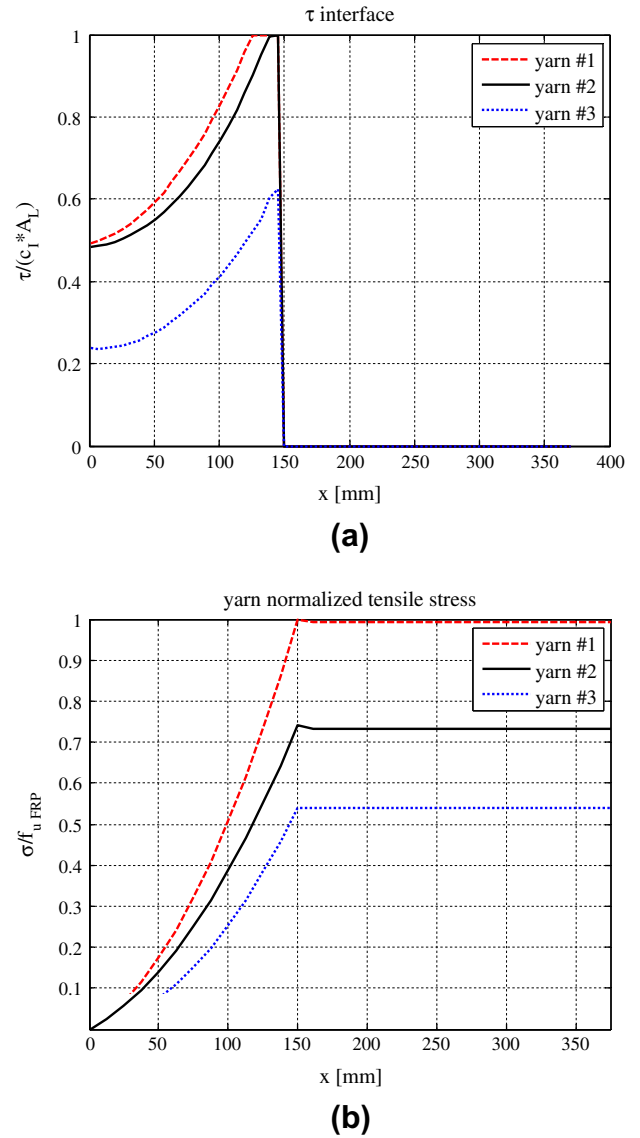 τ interface
1
0.8
0.6
0.4
0.2
0
τ/(c_I*A_L)
yarn #1
yarn #2
yarn #3
0 50 100 150 200 250 300 350 400
x [mm]
(a)
yarn normalized tensile stress
1
0.9
0.8
0.7
0.6
0.5
0.4
0.3
0.2
0.1
0
σ/f_u FRP
yarn #1
yarn #2
yarn #3
0 50 100 150 200 250 300 350
x [mm]
(b)